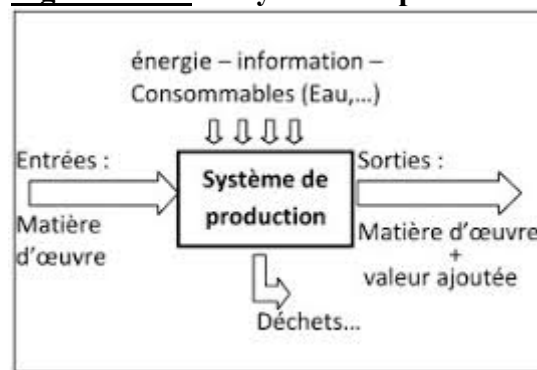 énergie – information –
Consommables (Eau,...)
Entrées :
Matière
d'œuvre
Système de
production
Sorties :
Matière d'œuvre
+
valeur ajoutée
Déchets...